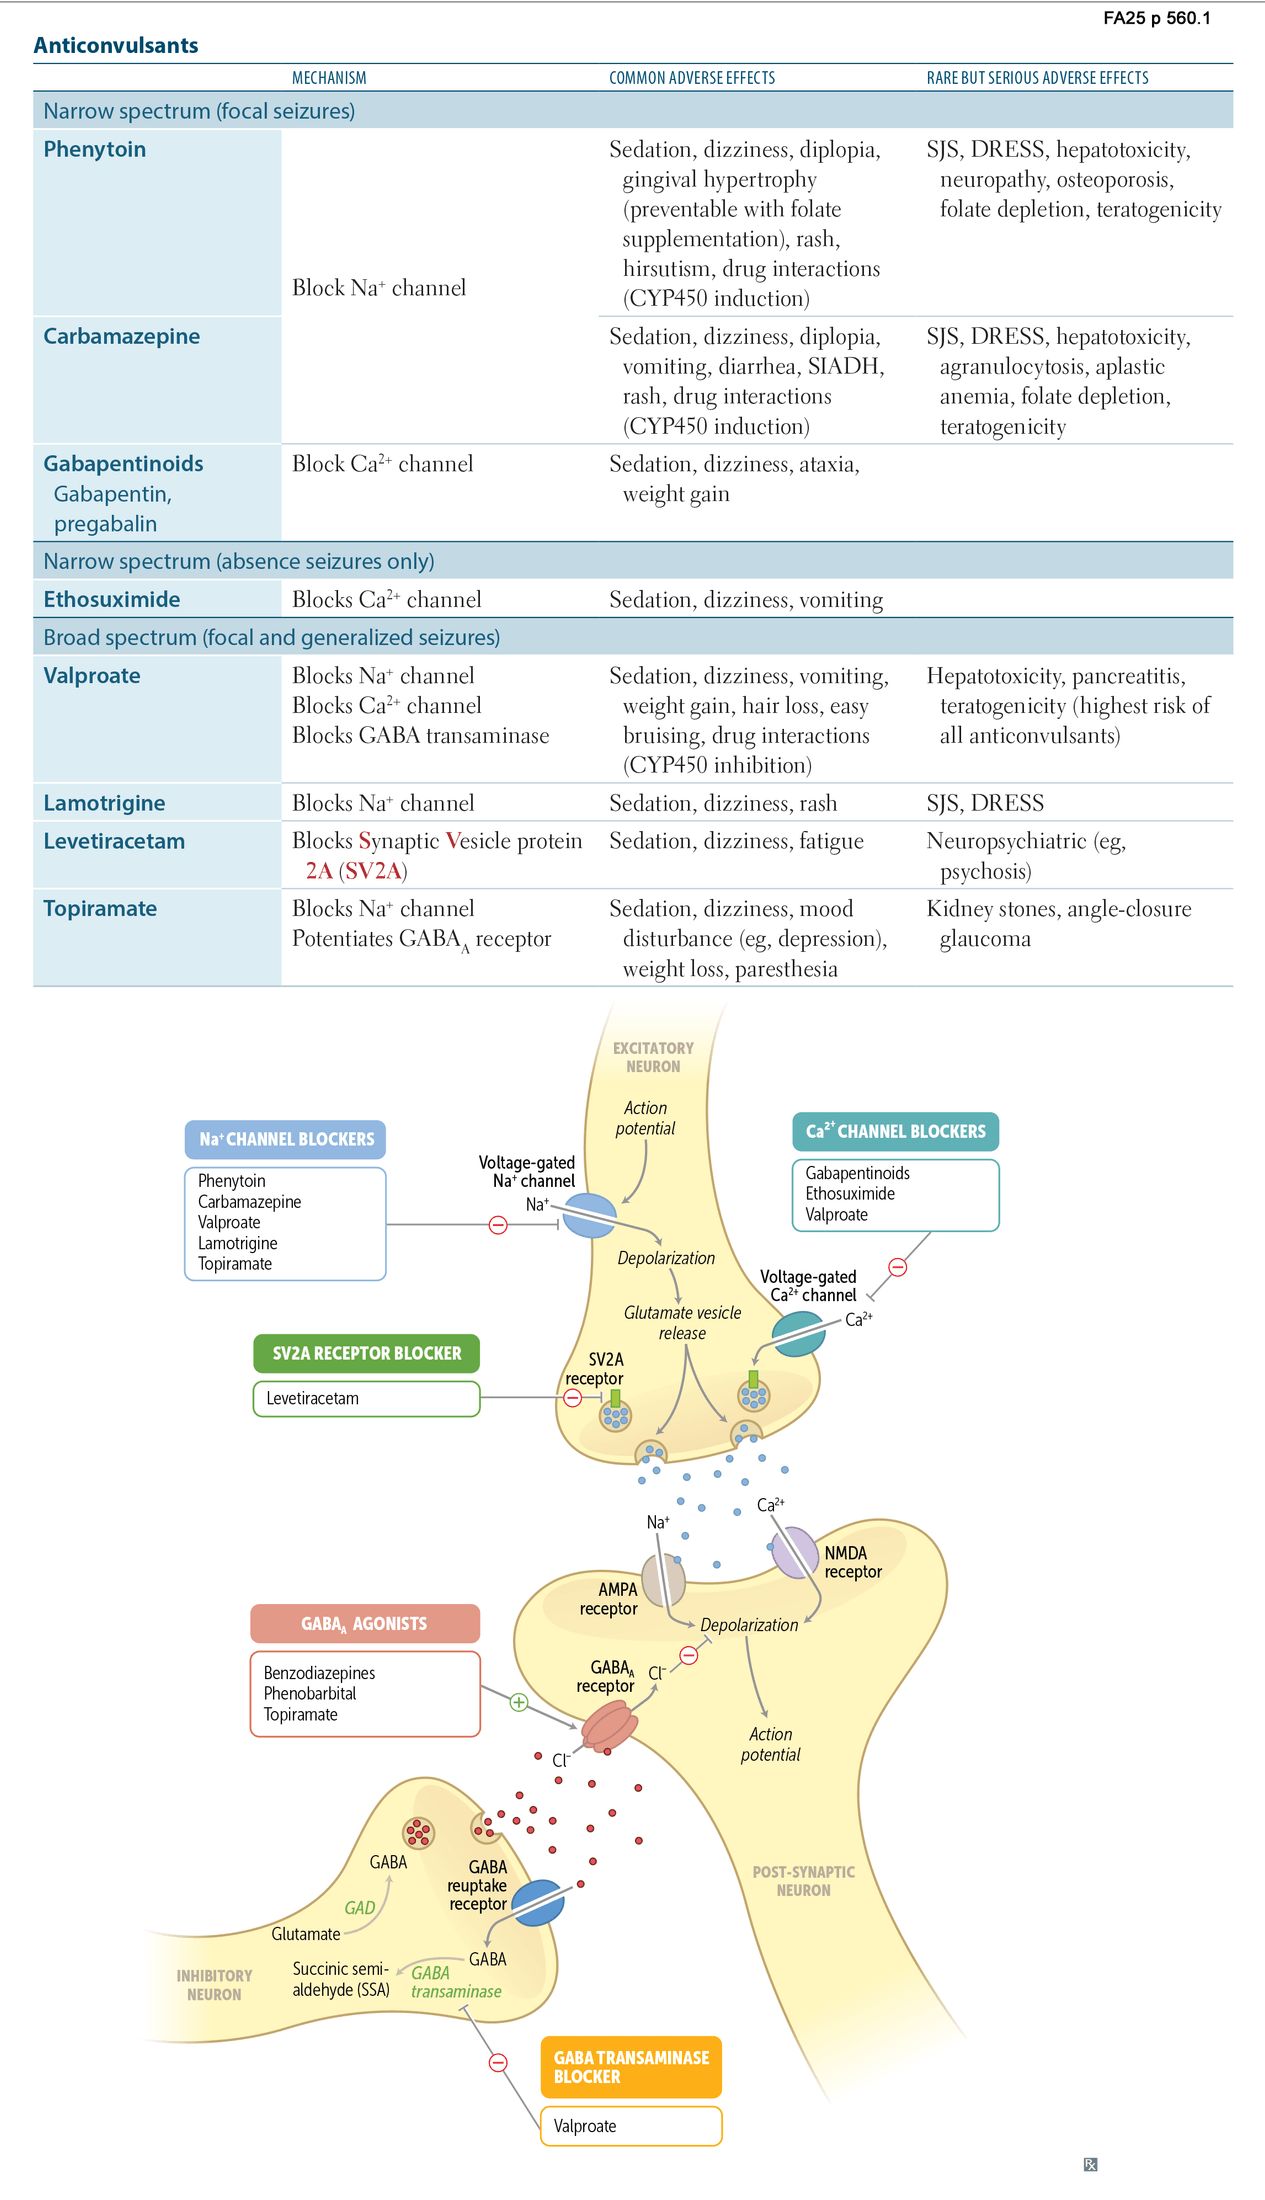 FA25 p 560.1
Anticonvulsants
MECHANISM
COMMON ADVERSE EFFECTS
RARE BUT SERIOUS ADVERSE EFFECTS
Narrow spectrum (focal seizures)
Phenytoin
Block Na⁺ channel
Sedation, dizziness, diplopia,
gingival hypertrophy
(preventable with folate
supplementation), rash,
hirsutism, drug interactions
(CYP450 induction)
SJS, DRESS, hepatotoxicity,
neuropathy, osteoporosis,
folate depletion, teratogenicity
Carbamazepine
Sedation, dizziness, diplopia,
vomiting, diarrhea, SIADH,
rash, drug interactions
(CYP450 induction)
SJS, DRESS, hepatotoxicity,
agranulocytosis, aplastic
anemia, folate depletion,
teratogenicity
Gabapentinoids
Gabapentin,
pregabalin
Block Ca²⁺ channel
Sedation, dizziness, ataxia,
weight gain
Narrow spectrum (absence seizures only)
Ethosuximide
Blocks Ca²⁺ channel
Sedation, dizziness, vomiting
Broad spectrum (focal and generalized seizures)
Valproate
Blocks Na⁺ channel
Blocks Ca²⁺ channel
Blocks GABA transaminase
Sedation, dizziness, vomiting,
weight gain, hair loss, easy
bruising, drug interactions
(CYP450 inhibition)
Hepatotoxicity, pancreatitis,
teratogenicity (highest risk of
all anticonvulsants)
Lamotrigine
Blocks Na⁺ channel
Sedation, dizziness, rash
SJS, DRESS
Levetiracetam
Blocks Synaptic Vesicle protein
2A (SV2A)
Sedation, dizziness, fatigue
Neuropsychiatric (eg,
psychosis)
Topiramate
Blocks Na⁺ channel
Potentiates GABA_A receptor
Sedation, dizziness, mood
disturbance (eg, depression),
weight loss, paresthesia
Kidney stones, angle-closure
glaucoma
EXCITATORY
NEURON
Action
potential
Na⁺ CHANNEL BLOCKERS
Phenytoin
Carbamazepine
Valproate
Lamotrigine
Topiramate
Voltage-gated
Na⁺ channel
Na⁺
Depolarization
Glutamate vesicle
release
Ca²⁺ CHANNEL BLOCKERS
Gabapentinoids
Ethosuximide
Valproate
Voltage-gated
Ca²⁺ channel
Ca²⁺
SV2A RECEPTOR BLOCKER
Levetiracetam
SV2A
receptor
Na⁺
Ca²⁺
NMDA
receptor
AMPA
receptor
Depolarization
GABA_A AGONISTS
Benzodiazepines
Phenobarbital
Topiramate
GABA_A
receptor
Cl⁻
Cl⁻
Action
potential
POST-SYNAPTIC
NEURON
GABA
GAD
Glutamate
GABA
reuptake
receptor
GABA
Succinic semi-
aldehyde (SSA)
GABA
transaminase
INHIBITORY
NEURON
GABA TRANSAMINASE
BLOCKER
Valproate
Rx